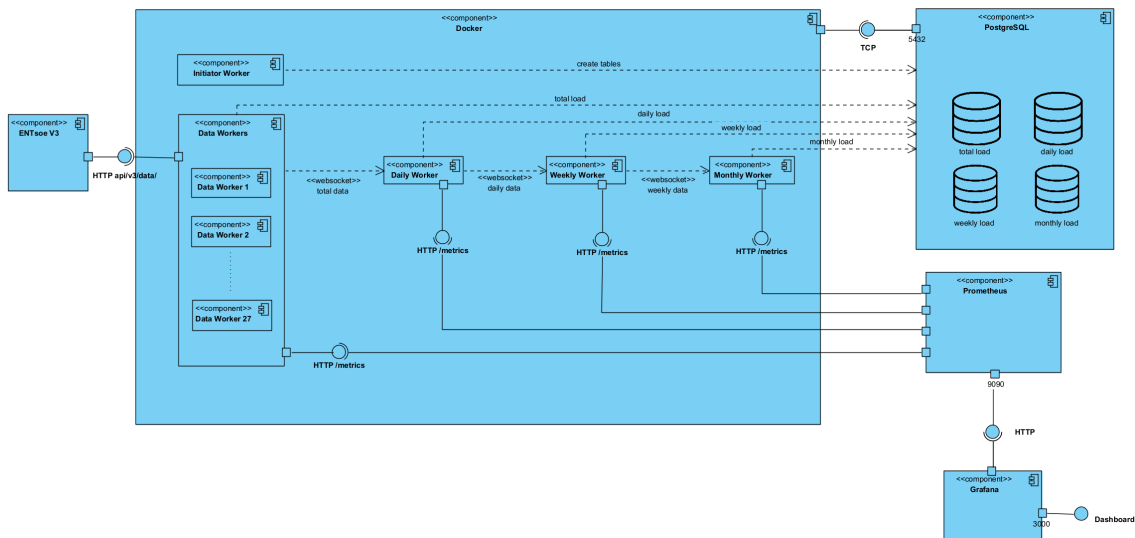 <<component>>
Docker
<<component>>
PostgreSQL
5432
TCP
<<component>>
Initiator Worker
create tables
total load
daily load
weekly load
monthly load
<<component>>
ENTsoe V3
HTTP api/v3/data/
<<component>>
Data Workers
<<component>>
Data Worker 1
<<component>>
Data Worker 2
<<component>>
Data Worker 27
<<websocket>>
total data
<<component>>
Daily Worker
<<websocket>>
daily data
<<component>>
Weekly Worker
<<websocket>>
weekly data
<<component>>
Monthly Worker
total load
daily load
weekly load
monthly load
HTTP /metrics
HTTP /metrics
HTTP /metrics
HTTP /metrics
<<component>>
Prometheus
9090
HTTP
<<component>>
Grafana
3000
Dashboard